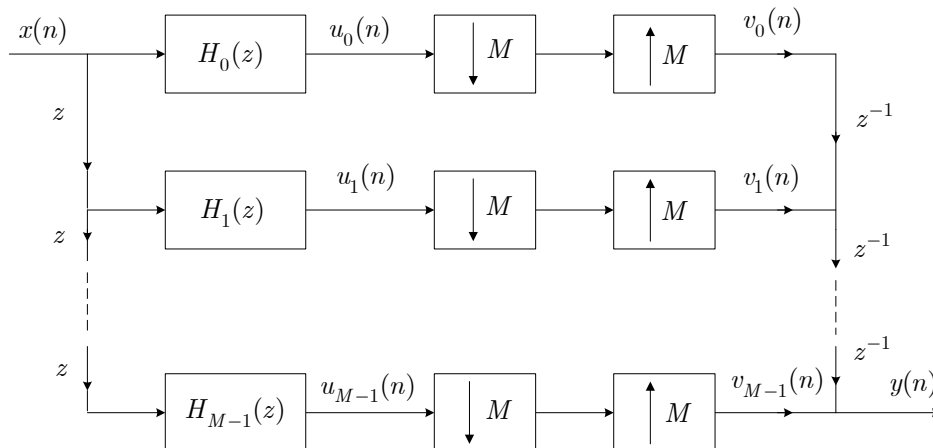 x(n) H_0(z) u_0(n) M M v_0(n)
z z^{-1}
H_1(z) u_1(n) M M v_1(n)
z z^{-1}
z z^{-1}
H_{M-1}(z) u_{M-1}(n) M M v_{M-1}(n) y(n)